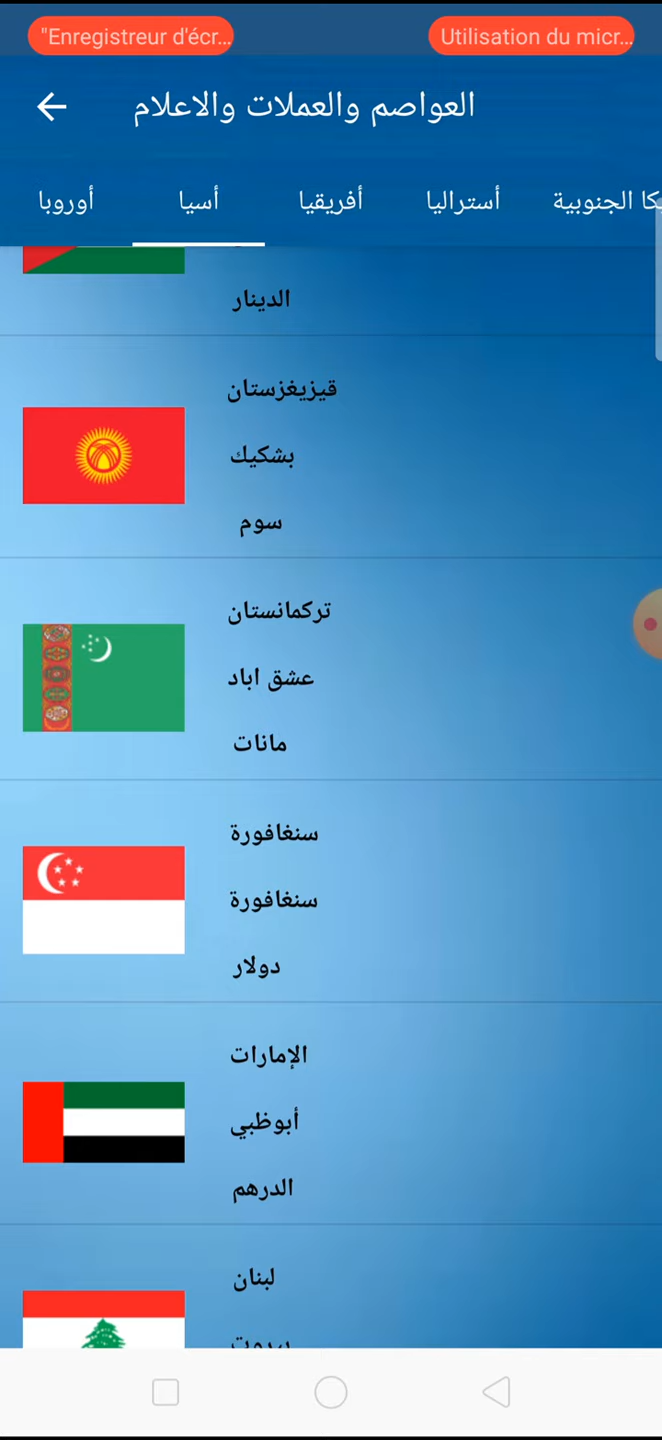 "Enregistreur d'écr... Utilisation du micr...
العواصم والعملات والاعلام
أوروبا أسيا أفريقيا أستراليا كا الجنوبية
الدينار
قيزيغزستان
بشكيك
سوم
تركمانستان
عشق اباد
مانات
سنغافورة
سنغافورة
دولار
الإمارات
أبوظبي
الدرهم
لبنان
بيروت